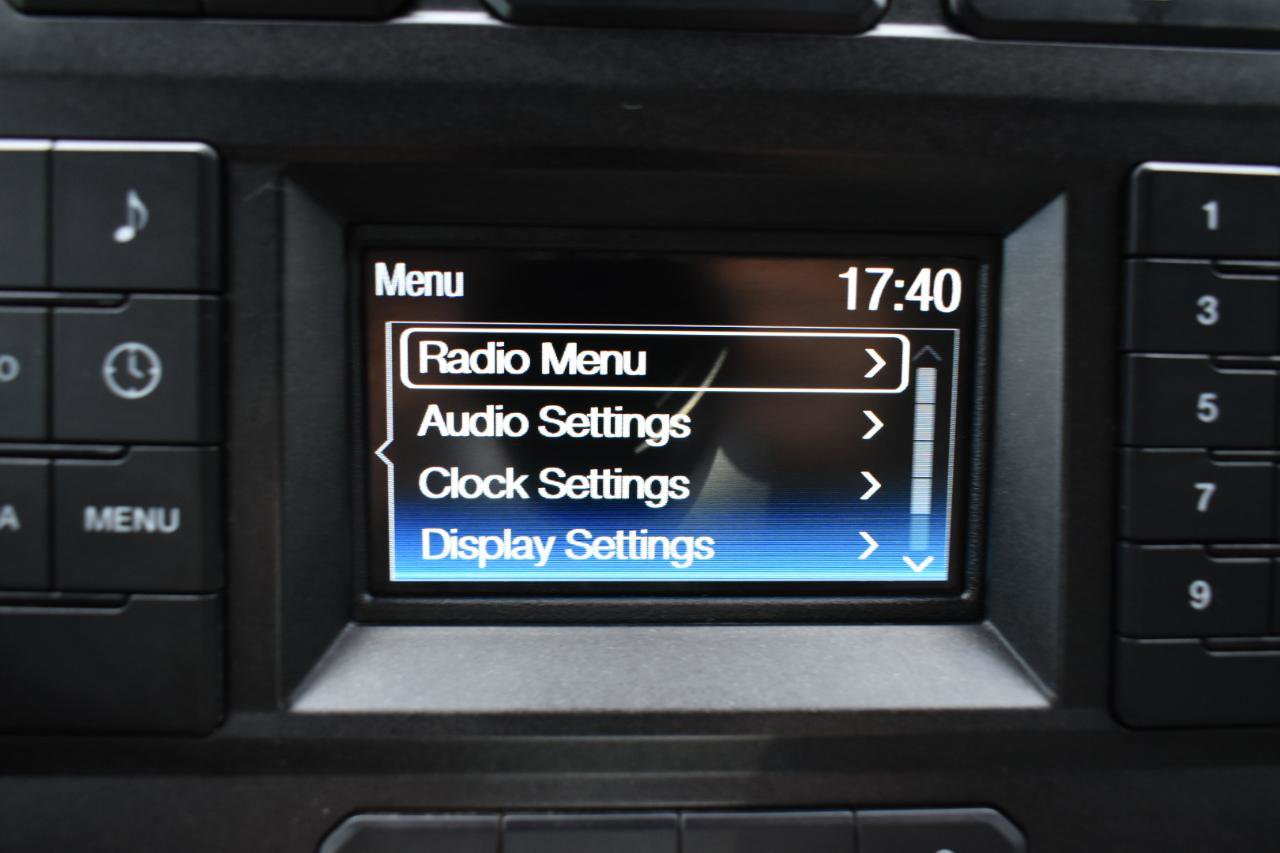 Menu 17:40
Radio Menu
Audio Settings
Clock Settings
Display Settings
MENU
1
3
5
7
9